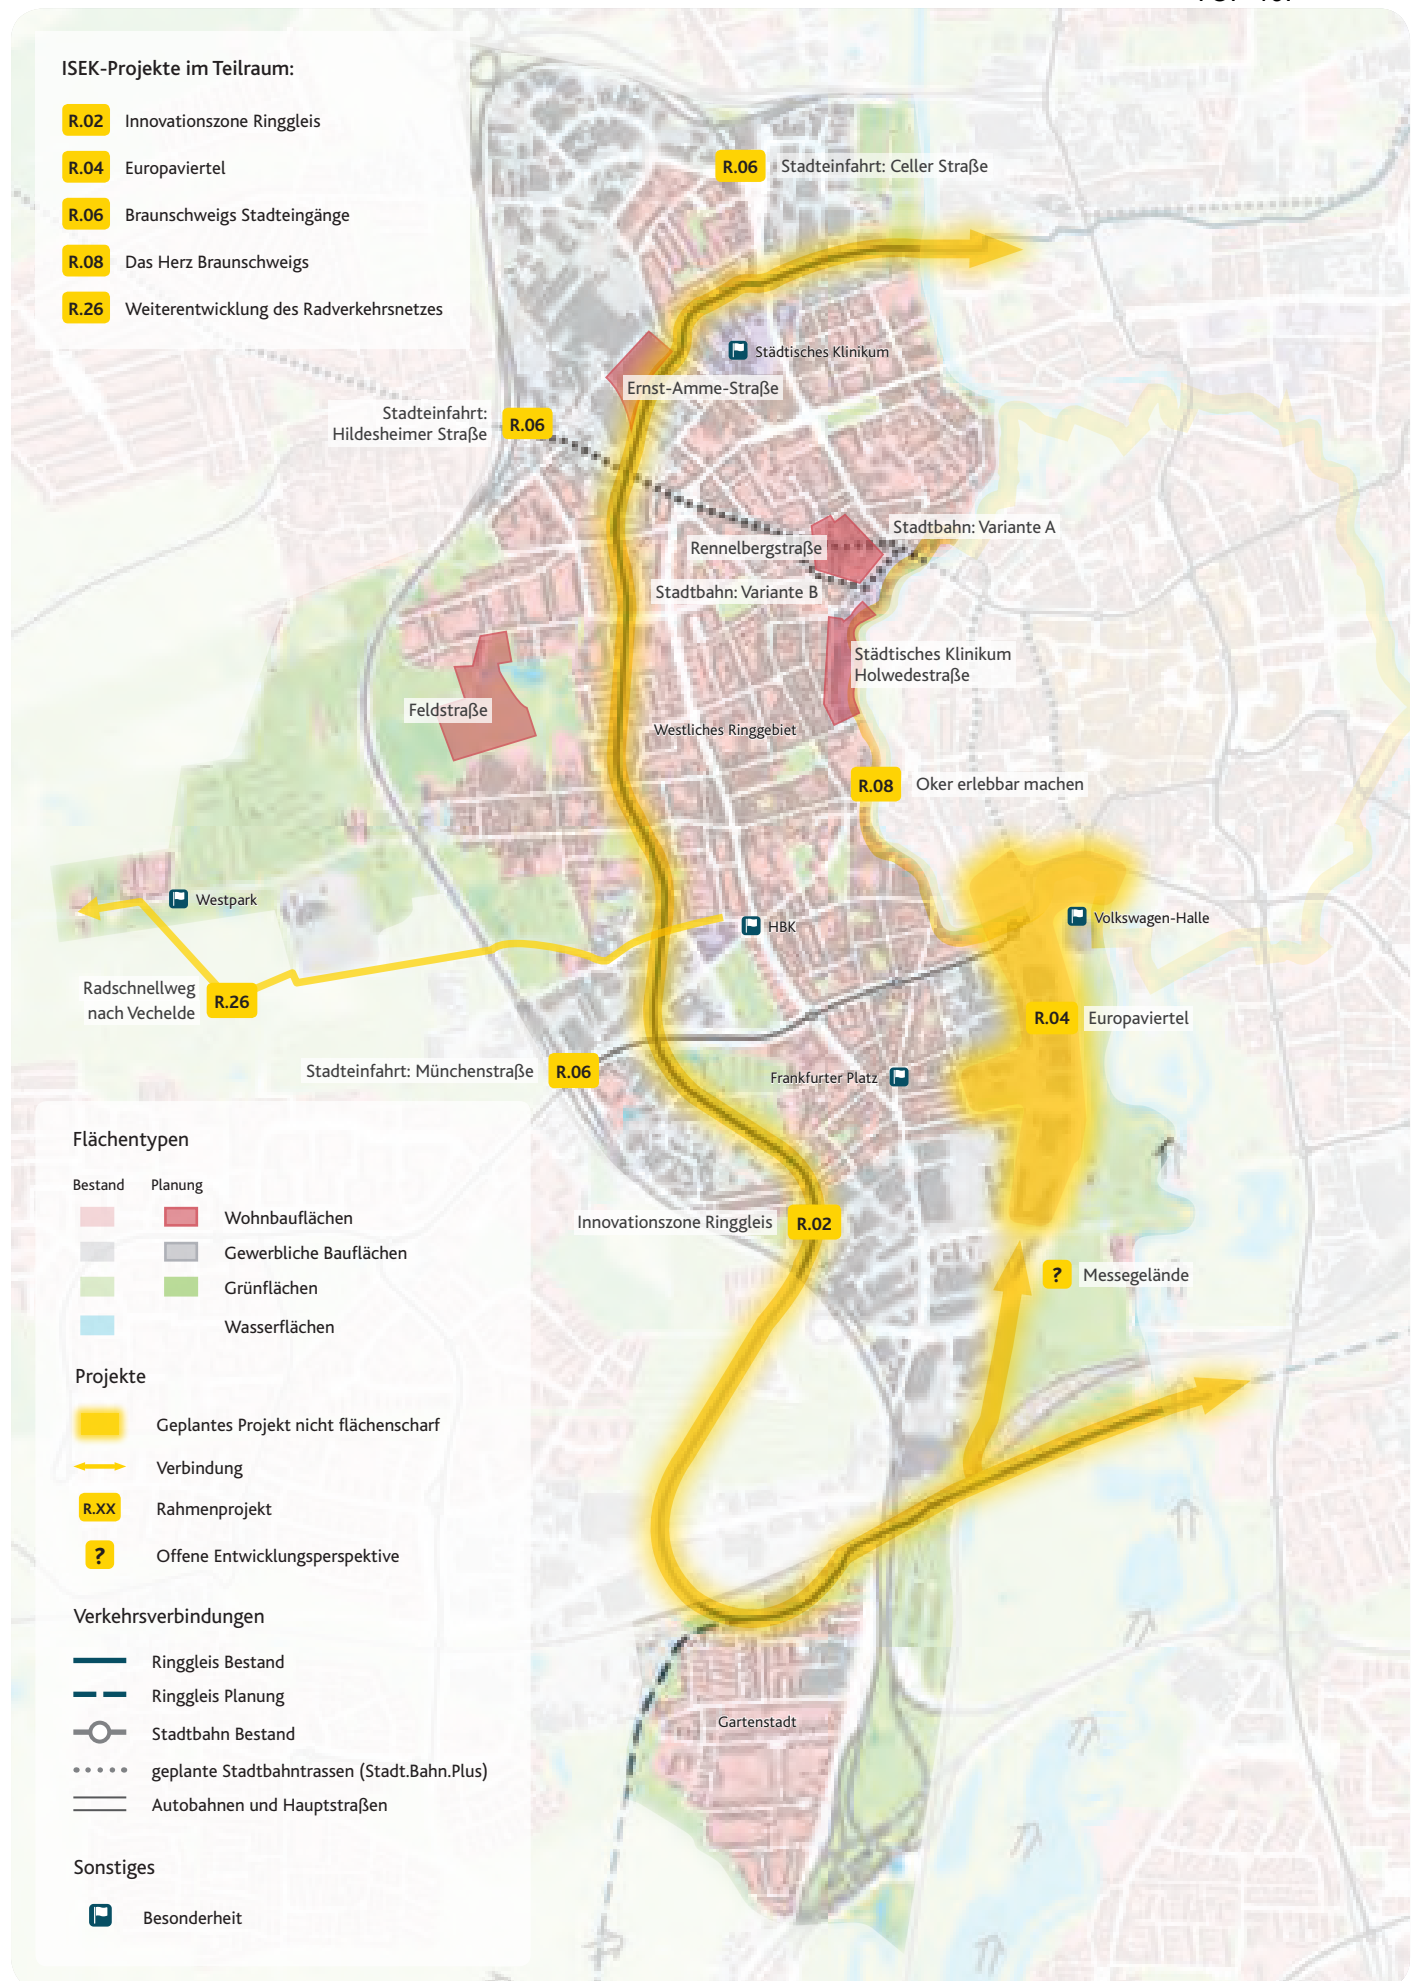 ISEK-Projekte im Teilraum:
R.02 Innovationszone Ringgleis
R.04 Europaviertel
R.06 Braunschweigs Stadteingänge
R.08 Das Herz Braunschweigs
R.26 Weiterentwicklung des Radverkehrsnetzes
R.06 Stadteinfahrt: Celler Straße
Städtisches Klinikum
Ernst-Amme-Straße
Stadteinfahrt:
Hildesheimer Straße
R.06
Stadtbahn: Variante A
Rennelbergstraße
Stadtbahn: Variante B
Städtisches Klinikum
Holwedestraße
Feldstraße
Westliches Ringgebiet
R.08 Oker erlebbar machen
Westpark
Volkswagen-Halle
HBK
Radschnellweg
nach Vechelde
R.26
R.04 Europaviertel
Stadteinfahrt: Münchenstraße R.06
Frankfurter Platz
Innovationszone Ringgleis R.02
? Messegelände
Gartenstadt
Flächentypen
Bestand Planung
Wohnbauflächen
Gewerbliche Bauflächen
Grünflächen
Wasserflächen
Projekte
Geplantes Projekt nicht flächenscharf
Verbindung
R.XX Rahmenprojekt
? Offene Entwicklungsperspektive
Verkehrsverbindungen
Ringgleis Bestand
Ringgleis Planung
Stadtbahn Bestand
geplante Stadtbahntrassen (Stadt.Bahn.Plus)
Autobahnen und Hauptstraßen
Sonstiges
Besonderheit